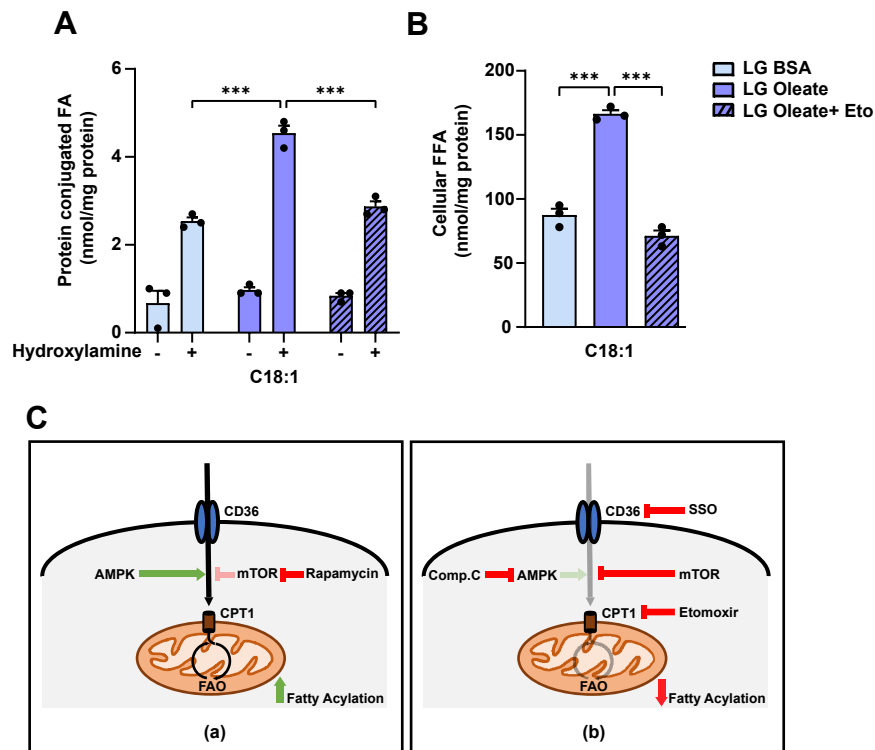 A
Protein conjugated FA
(nmol/mg protein)
6
4
2
0
***
***
Hydroxylamine
-
+
-
+
-
+
C18:1
B
Cellular FFA
(nmol/mg protein)
200
150
100
50
0
***
***
C18:1
LG BSA
LG Oleate
LG Oleate+ Eto
C
CD36
AMPK
mTOR
Rapamycin
CPT1
FAO
Fatty Acylation
(a)
CD36
SSO
Comp.C
AMPK
mTOR
CPT1
Etomoxir
FAO
Fatty Acylation
(b)